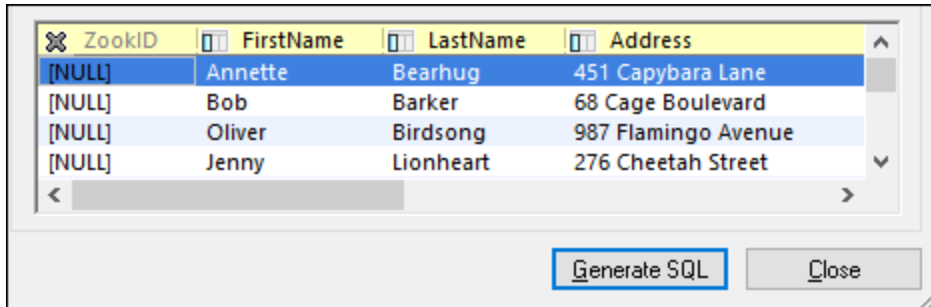 ZookID FirstName LastName Address
[NULL] Annette Bearhug 451 Capybara Lane
[NULL] Bob Barker 68 Cage Boulevard
[NULL] Oliver Birdsong 987 Flamingo Avenue
[NULL] Jenny Lionheart 276 Cheetah Street
Generate SQL Close